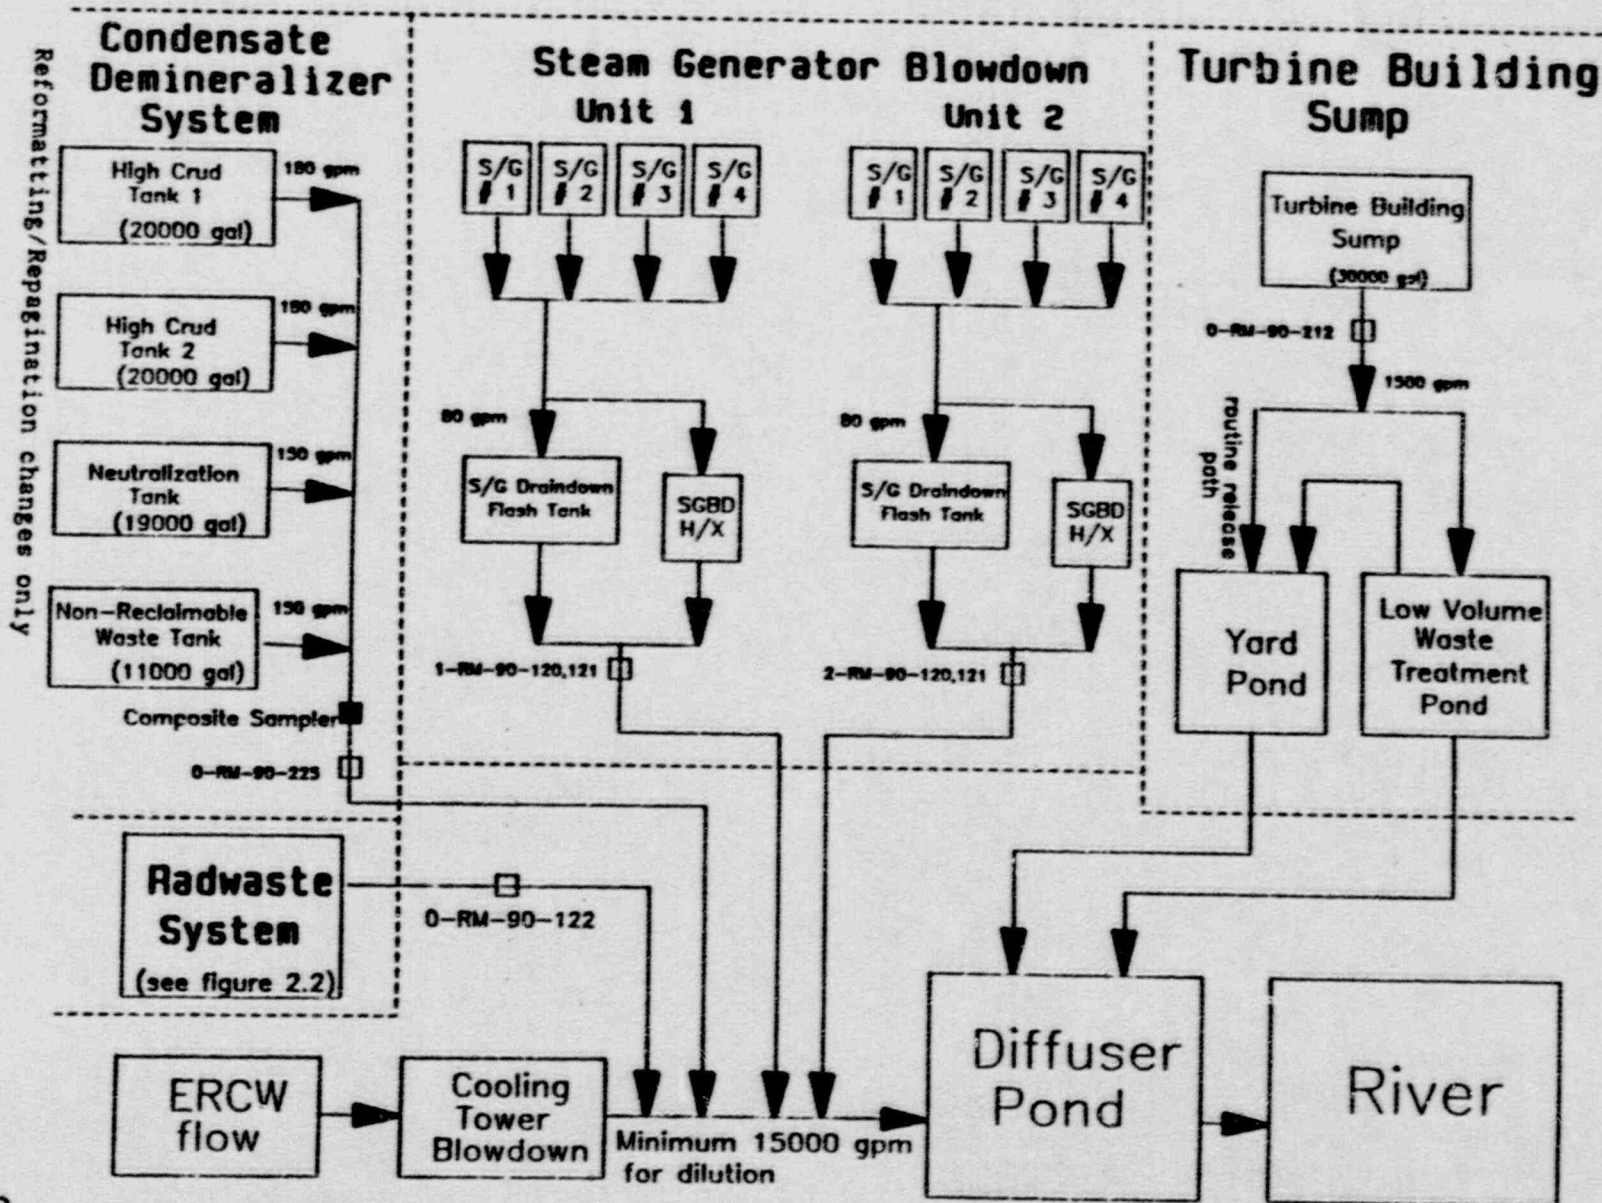 Reformatting/Repagination changes only
Condensate
Demineralizer
System
High Crud
Tank 1
(20000 gal)
180 gpm
High Crud
Tank 2
(20000 gal)
180 gpm
Neutralization
Tank
(19000 gal)
150 gpm
Non-Reclaimable
Waste Tank
(11000 gal)
150 gpm
Composite Sampler
0-RM-90-225
Steam Generator Blowdown
Unit 1
S/G
# 1
S/G
# 2
S/G
# 3
S/G
# 4
80 gpm
S/G Draindown
Flash Tank
SGBD
H/X
1-RM-90-120,121
Unit 2
S/G
# 1
S/G
# 2
S/G
# 3
S/G
# 4
80 gpm
S/G Draindown
Flash Tank
SGBD
H/X
2-RM-90-120,121
Turbine Building
Sump
Turbine Building
Sump
(30000 gal)
0-RM-90-212
1500 gpm
routine release
path
Yard
Pond
Low Volume
Waste
Treatment
Pond
Radwaste
System
(see figure 2.2)
0-RM-90-122
ERCW
flow
Cooling
Tower
Blowdown
Minimum 15000 gpm
for dilution
Diffuser
Pond
River